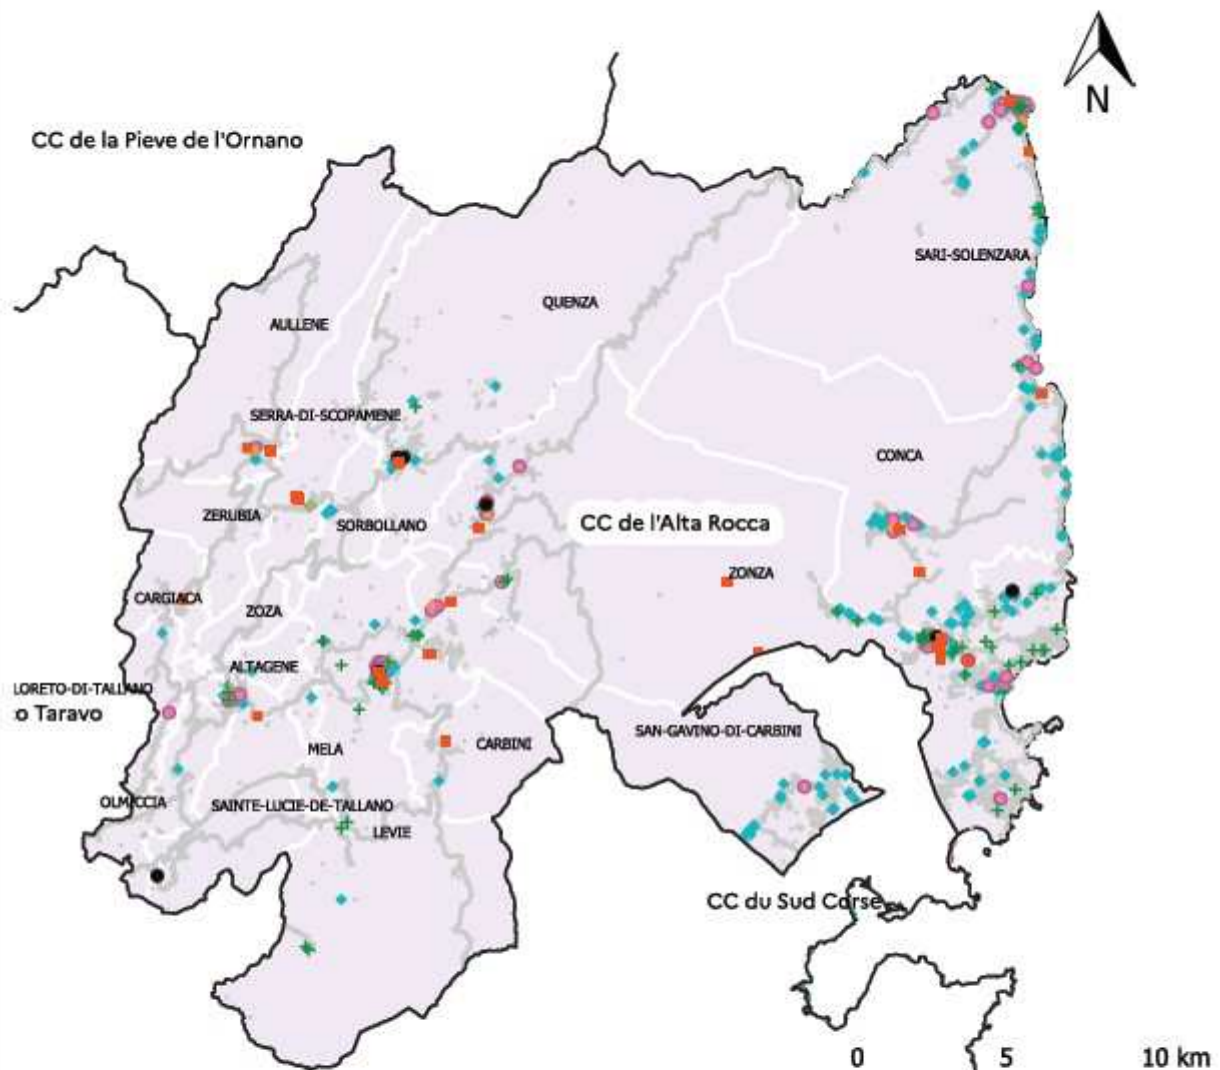 N
CC de la Pieve de l'Ornano
SARI-SOLENZARA
QUENZA
AULLENE
SERRA-DI-SCOPAMENE
CONCA
ZERUBIA
SORBOLLANO
CC de l'Alta Rocca
ZONZA
CARGIACA
ZOZA
ALTAGENE
LORETO-DI-TALLANO
o Taravo
SAN-GAVINO-DI-CARBINI
MELA
CARBINI
OLMICCIA
SAINTE-LUCIE-DE-TALLANO
LEVIE
CC du Sud Corse
0 5 10 km